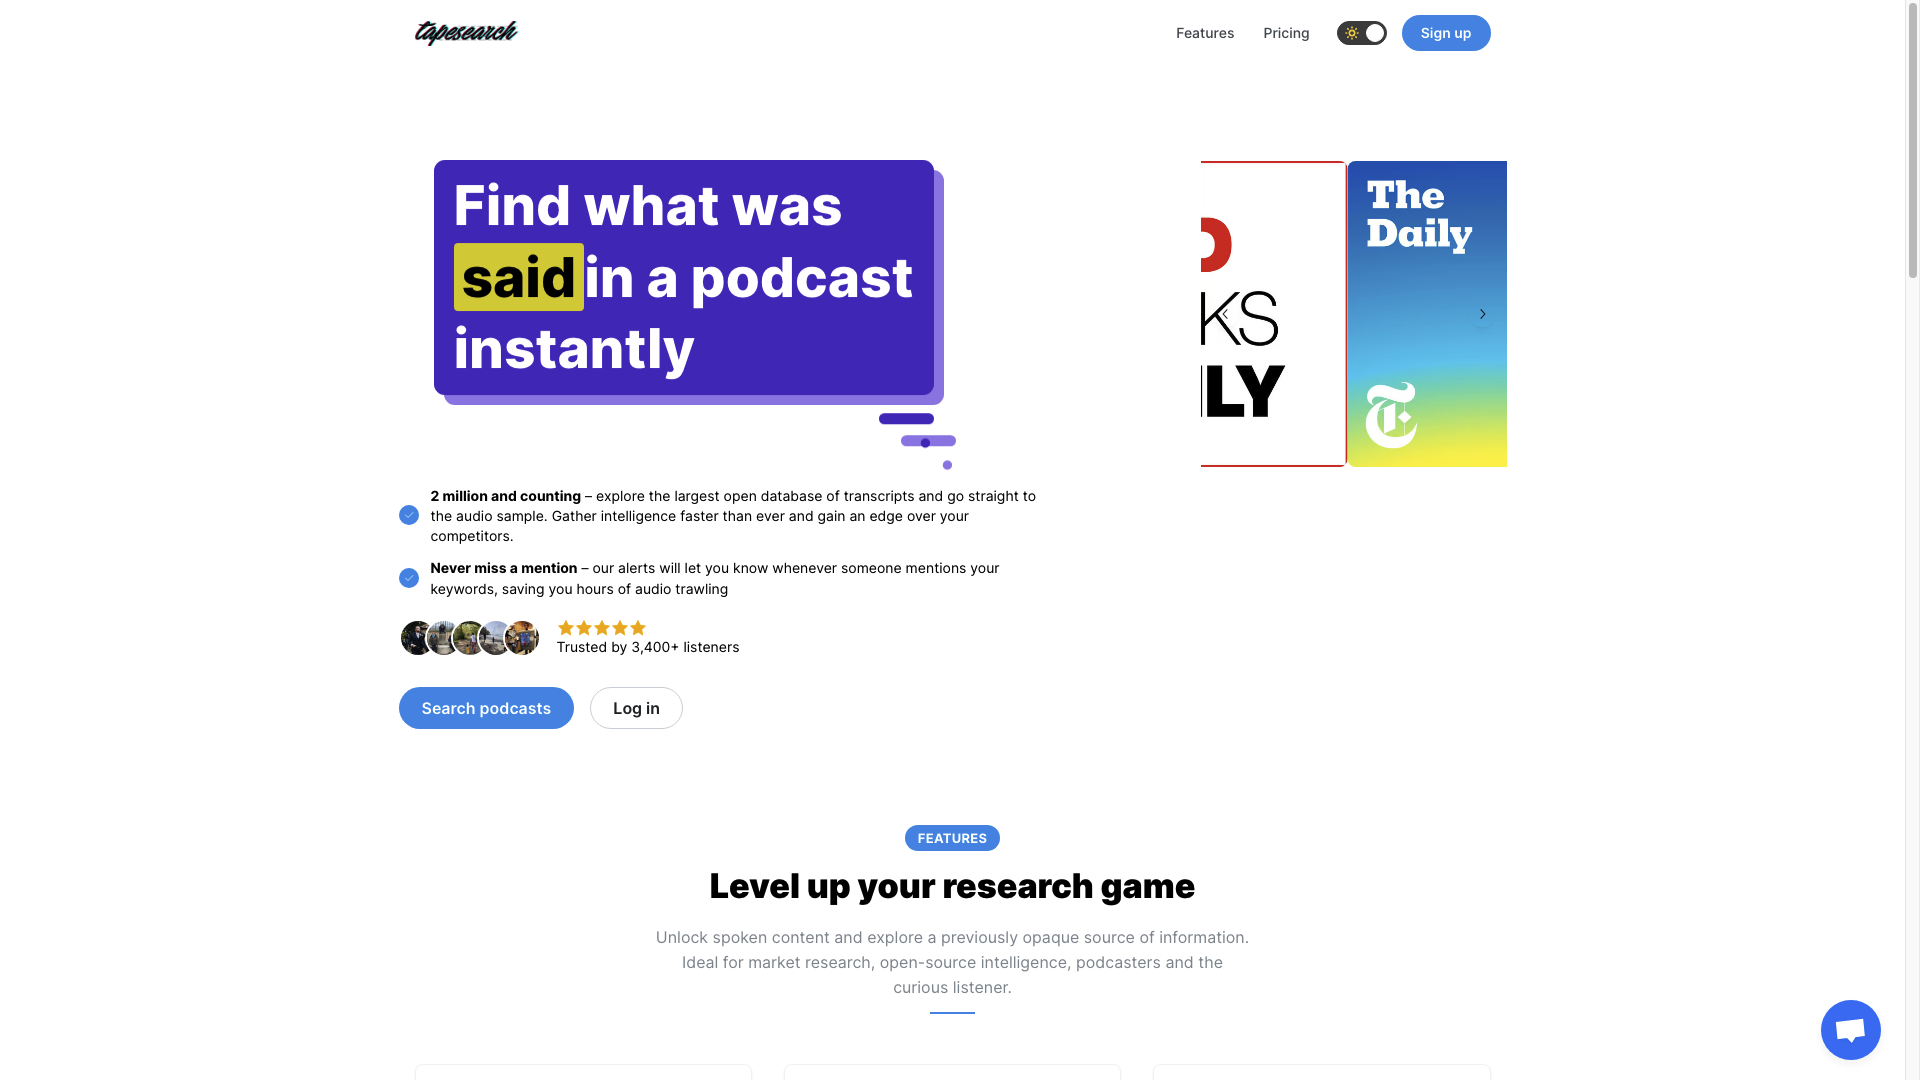 tapesearch
Features
Pricing
Sign up
Find what was
said in a podcast
instantly
KS
LY
The
Daily
T
2 million and counting – explore the largest open database of transcripts and go straight to
the audio sample. Gather intelligence faster than ever and gain an edge over your
competitors.
Never miss a mention – our alerts will let you know whenever someone mentions your
keywords, saving you hours of audio trawling
Trusted by 3,400+ listeners
Search podcasts
Log in
FEATURES
Level up your research game
Unlock spoken content and explore a previously opaque source of information.
Ideal for market research, open-source intelligence, podcasters and the
curious listener.